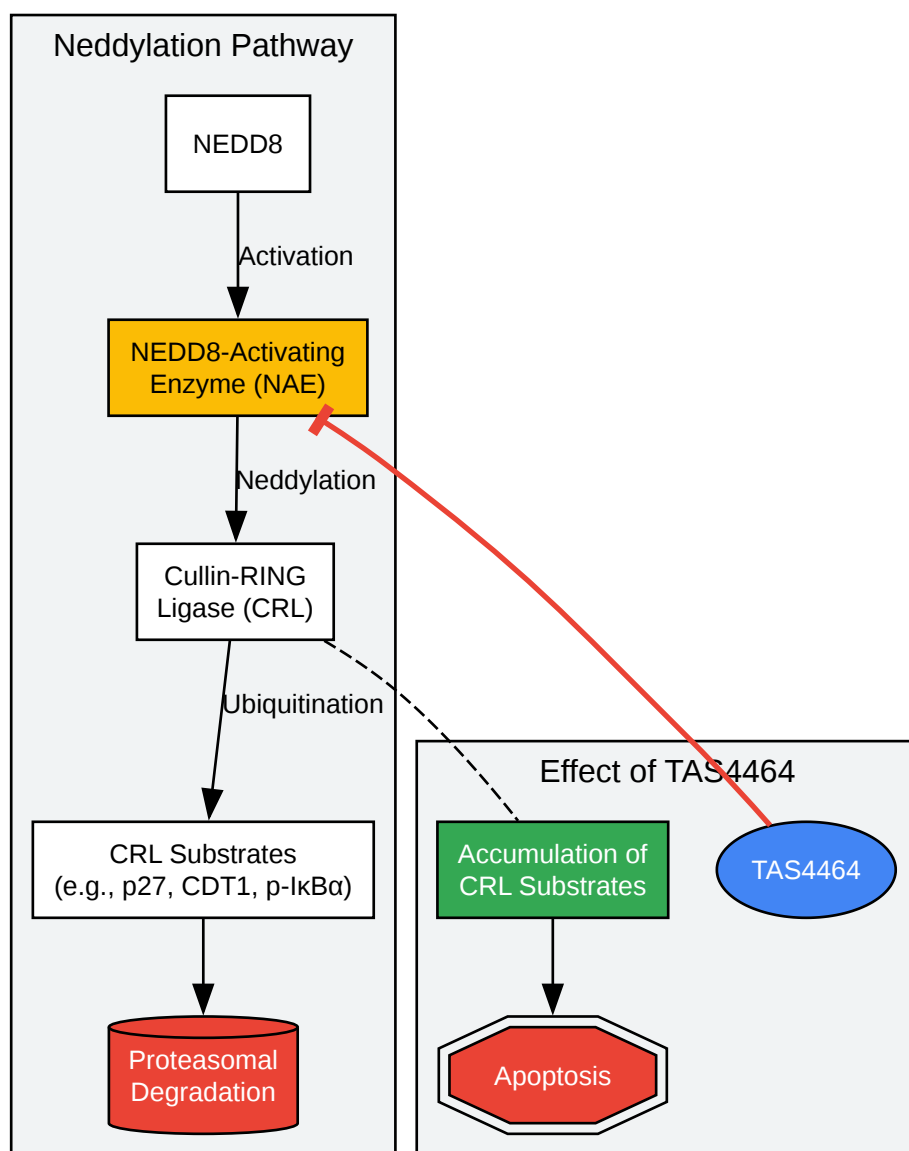 Neddylation Pathway
NEDD8
Activation
NEDD8-Activating
Enzyme (NAE)
Neddylation
Cullin-RING
Ligase (CRL)
Ubiquitination
CRL Substrates
(e.g., p27, CDT1, p-IκBα)
Proteasomal
Degradation
Effect of TAS4464
Accumulation of
CRL Substrates
TAS4464
Apoptosis